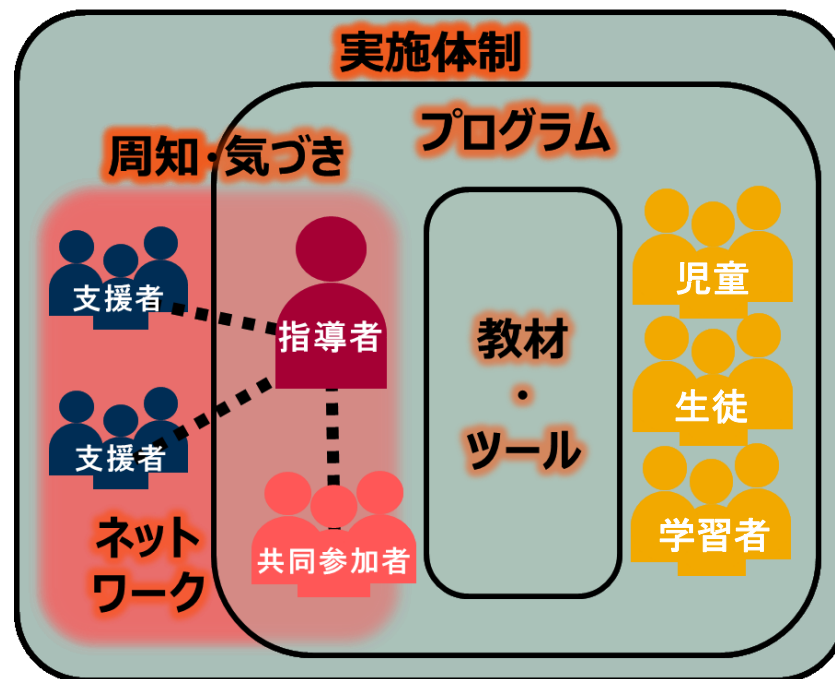 実施体制
プログラム
周知・気づき
支援者
指導者
支援者
共同参加者
ネット
ワーク
教材
・
ツール
児童
生徒
学習者